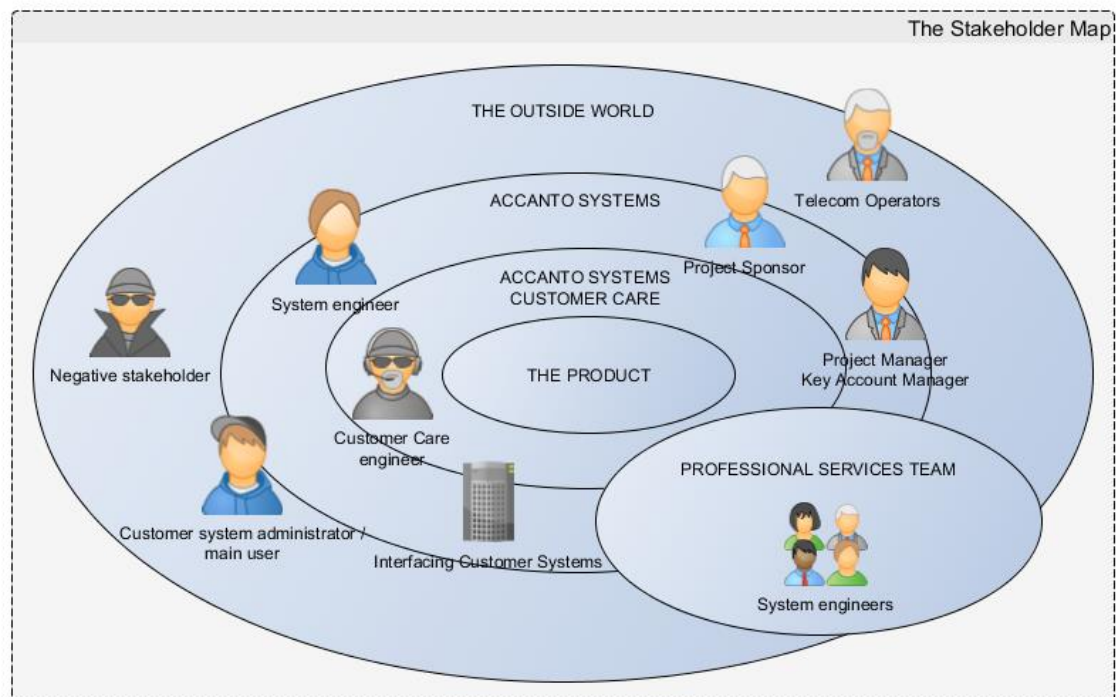 The Stakeholder Map
THE OUTSIDE WORLD
Telecom Operators
ACCANTO SYSTEMS
Project Sponsor
System engineer
ACCANTO SYSTEMS
CUSTOMER CARE
Negative stakeholder
THE PRODUCT
Project Manager
Key Account Manager
Customer Care
engineer
PROFESSIONAL SERVICES TEAM
Customer system administrator /
main user
Interfacing Customer Systems
System engineers